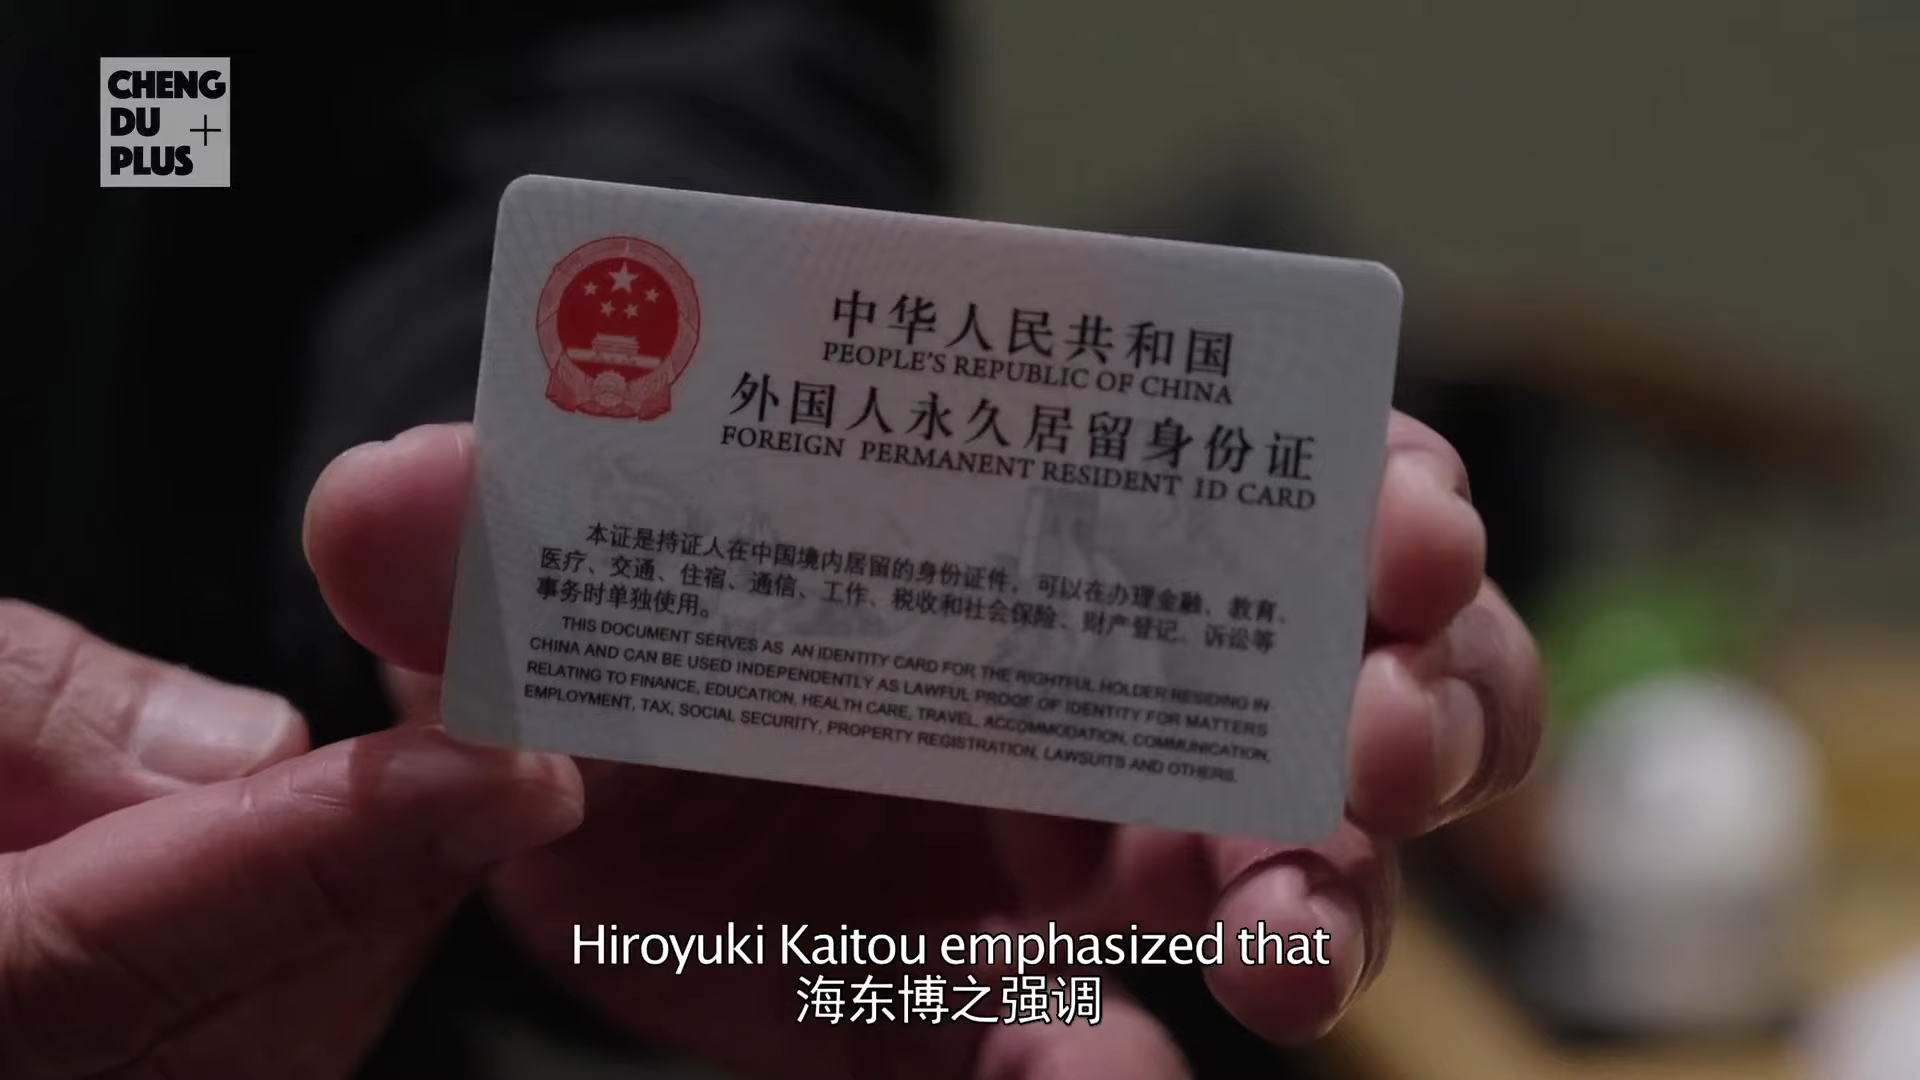 CHENG
DU +
PLUS
中华人民共和国
PEOPLE'S REPUBLIC OF CHINA
外国人永久居留身份证
FOREIGN PERMANENT RESIDENT ID CARD
本证是持证人在中国境内居留的身份证件，可以在办理金融、教育、
医疗、交通、住宿、通信、工作、税收和社会保险、财产登记、诉讼等
事务时单独使用。
THIS DOCUMENT SERVES AS AN IDENTITY CARD FOR THE RIGHTFUL HOLDER RESIDING IN
CHINA AND CAN BE USED INDEPENDENTLY AS LAWFUL PROOF OF IDENTITY FOR MATTERS
RELATING TO FINANCE, EDUCATION, HEALTH CARE, TRAVEL, ACCOMMODATION, COMMUNICATION,
EMPLOYMENT, TAX, SOCIAL SECURITY, PROPERTY REGISTRATION, LAWSUITS AND OTHERS.
Hiroyuki Kaitou emphasized that
海东博之强调